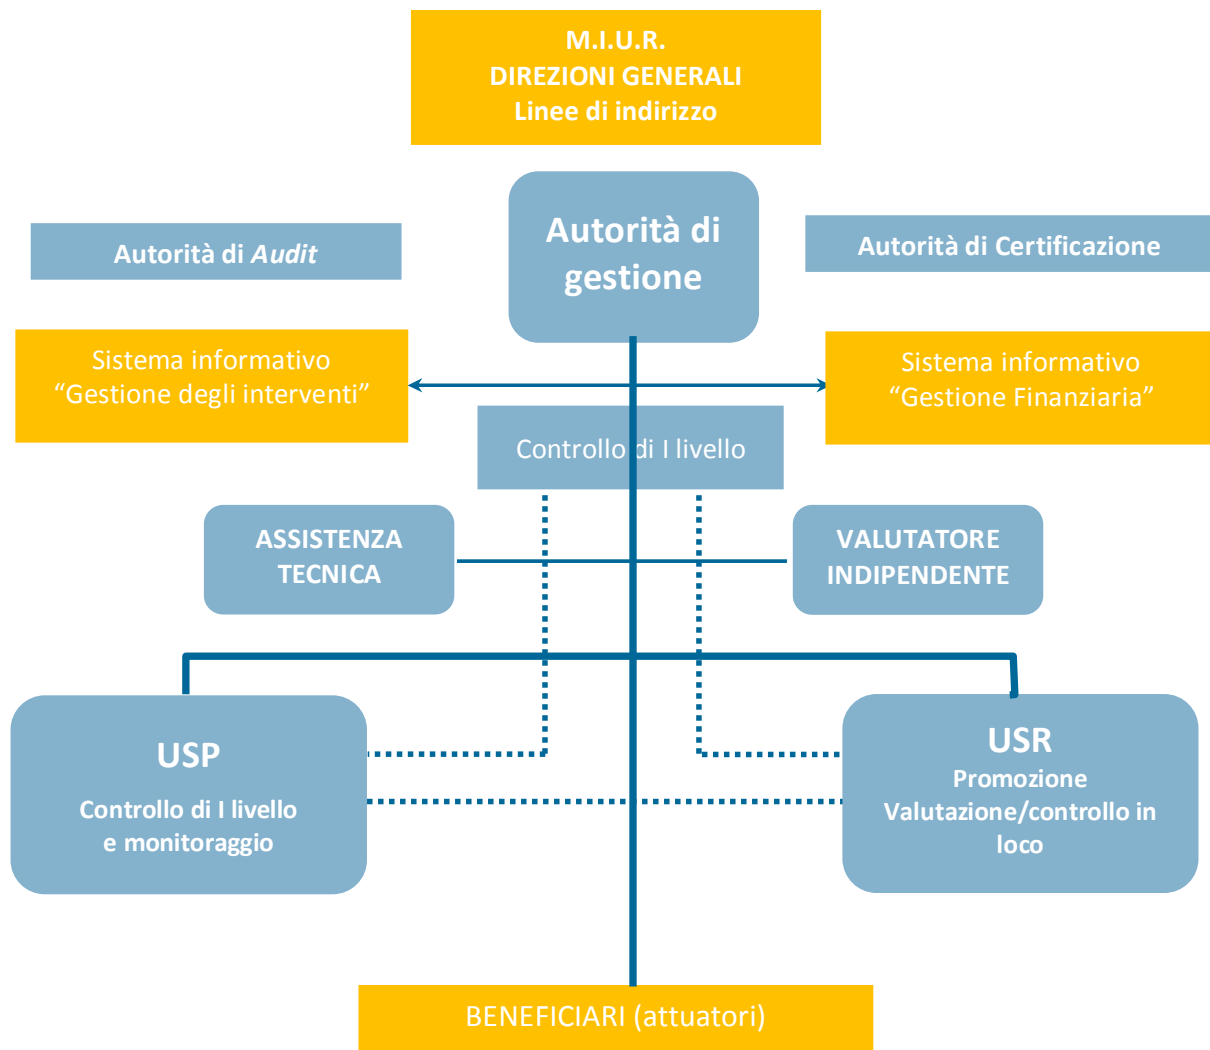 M.I.U.R.
DIREZIONI GENERALI
Linee di indirizzo
Autorità di
gestione
Autorità di Audit
Autorità di Certificazione
Sistema informativo
“Gestione degli interventi”
Sistema informativo
“Gestione Finanziaria”
Controllo di I livello
ASSISTENZA
TECNICA
VALUTATORE
INDIPENDENTE
USP
Controllo di I livello
e monitoraggio
USR
Promozione
Valutazione/controllo in
loco
BENEFICIARI (attuatori)